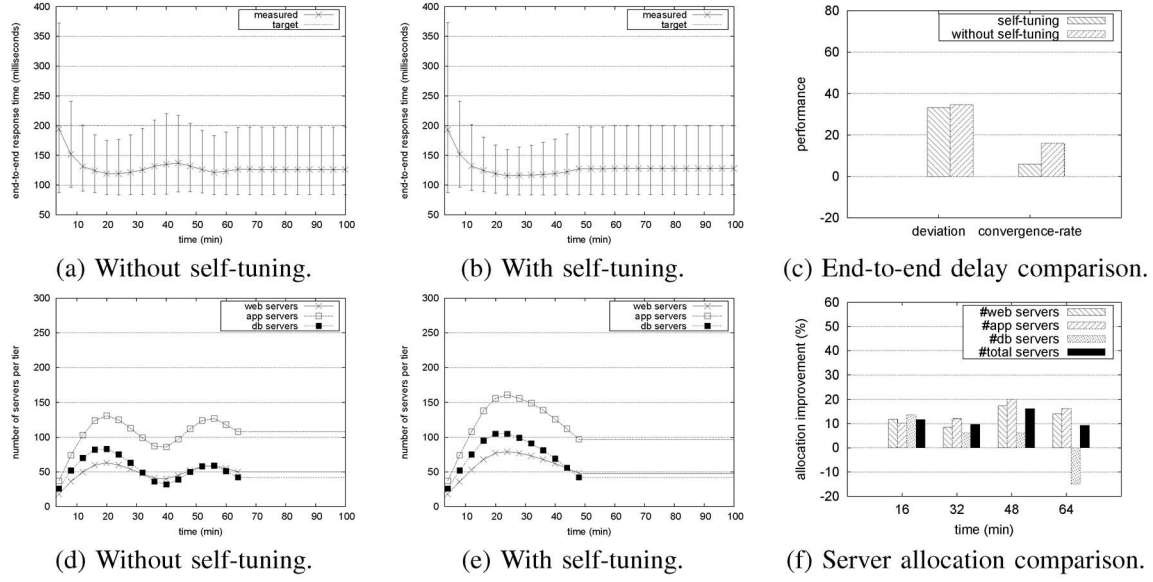 400
350
300
250
200
150
100
50
10 20 30 40 50 60 70 80 90 100
end-to-end response time (milliseconds)
time (min)
measured
target
(a) Without self-tuning.
400
350
300
250
200
150
100
50
10 20 30 40 50 60 70 80 90 100
end-to-end response time (milliseconds)
time (min)
measured
target
(b) With self-tuning.
80
60
40
20
0
-20
performance
self-tuning
without self-tuning
deviation convergence-rate
(c) End-to-end delay comparison.
300
250
200
150
100
50
0
10 20 30 40 50 60 70 80 90 100
number of servers per tier
time (min)
web servers
app servers
db servers
(d) Without self-tuning.
300
250
200
150
100
50
0
10 20 30 40 50 60 70 80 90 100
number of servers per tier
time (min)
web servers
app servers
db servers
(e) With self-tuning.
60
50
40
30
20
10
0
-10
-20
allocation improvement (%)
#web servers
#app servers
#db servers
#total servers
16 32 48 64
time (min)
(f) Server allocation comparison.